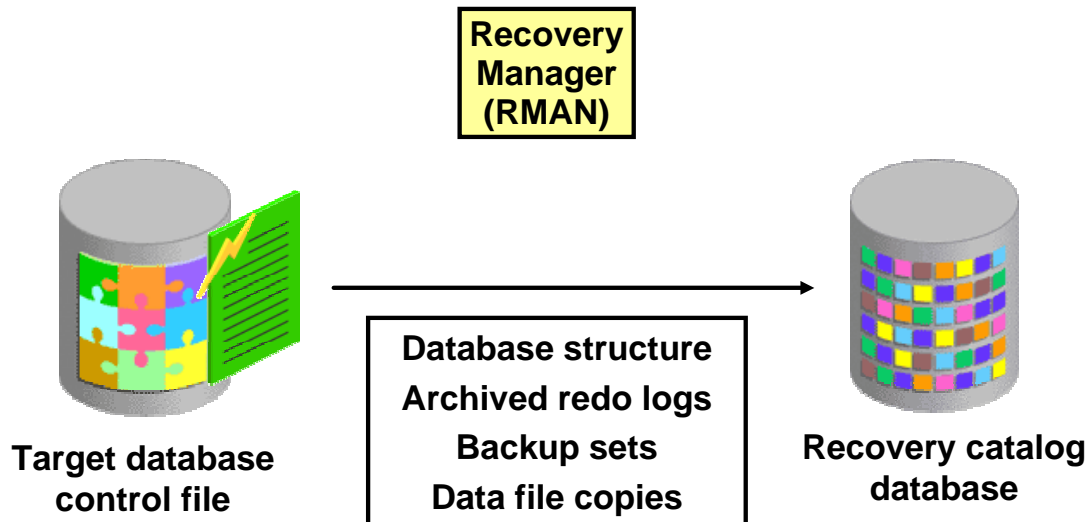 Recovery
Manager
(RMAN)
Database structure
Archived redo logs
Backup sets
Data file copies
Target database
control file
Recovery catalog
database